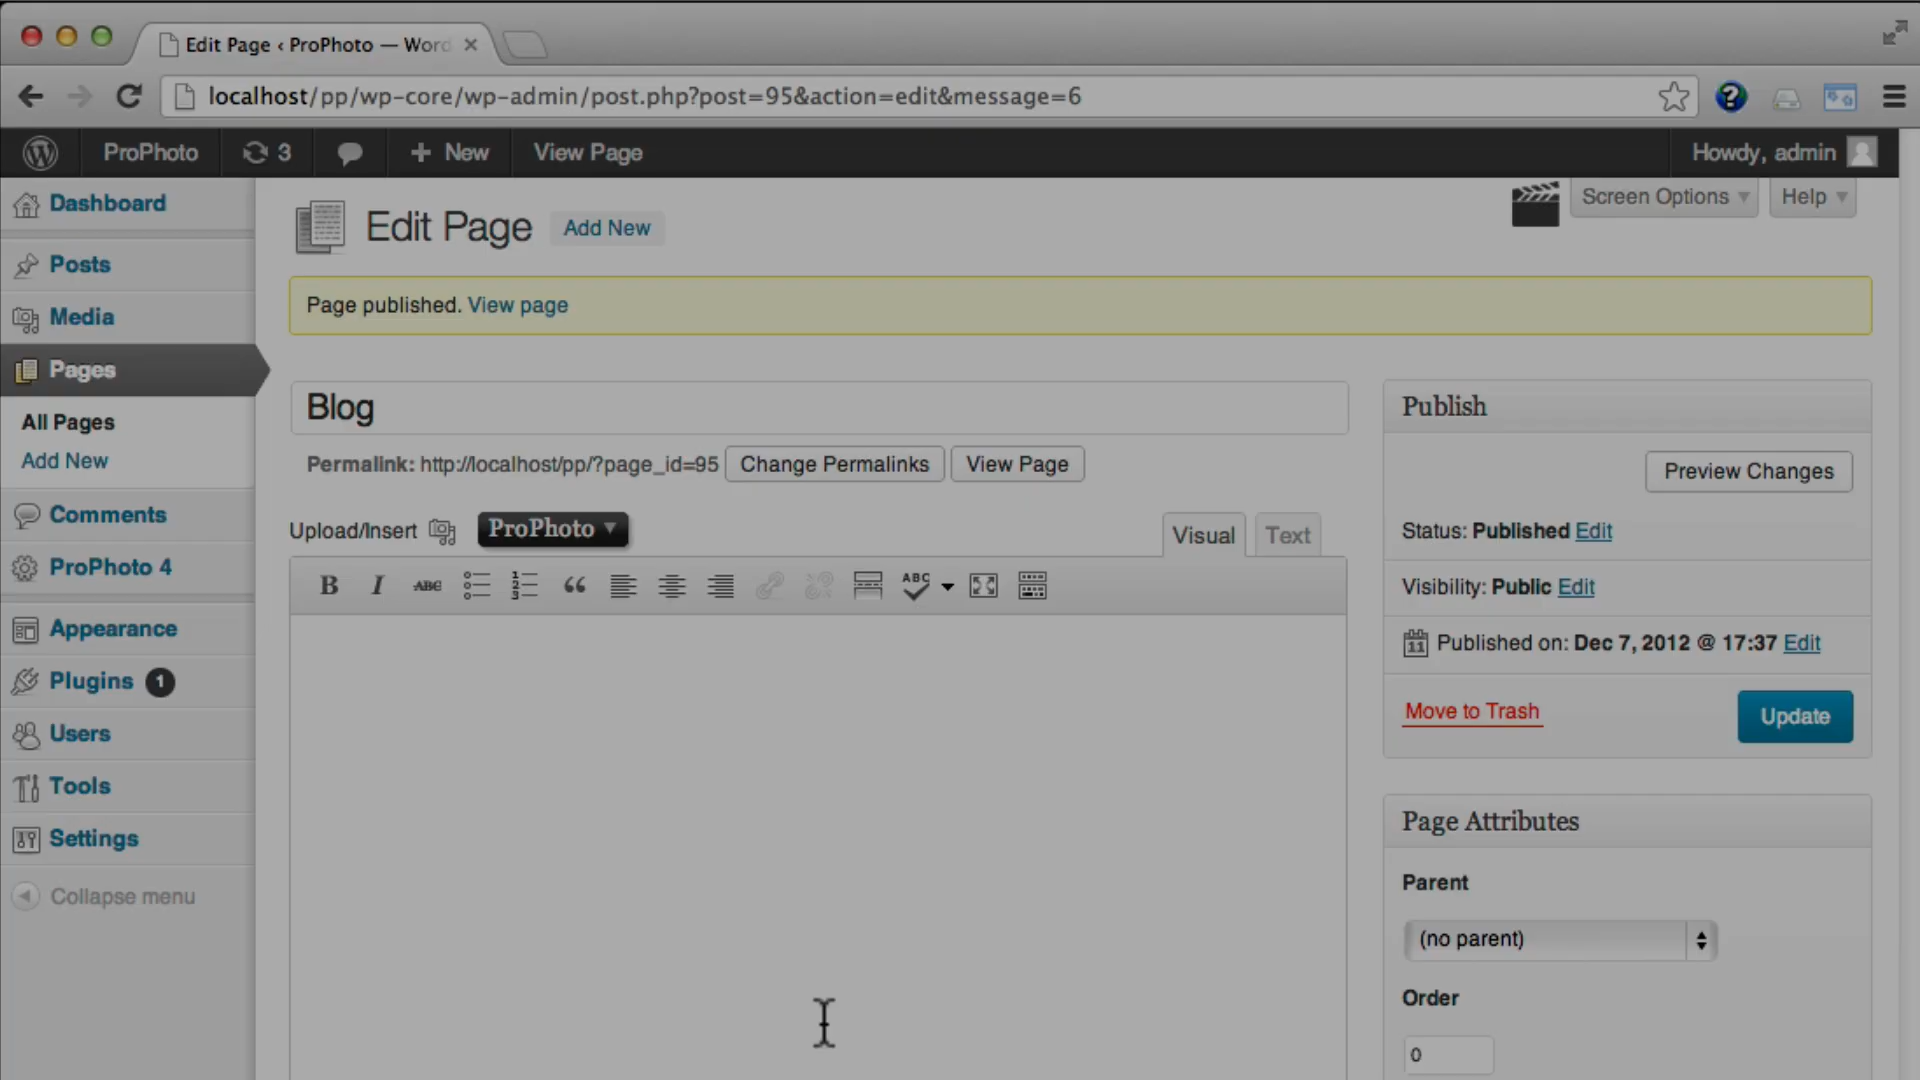 Edit Page ‹ ProPhoto — Word
localhost/pp/wp-core/wp-admin/post.php?post=95&action=edit&message=6
ProPhoto 3 + New View Page Howdy, admin
Dashboard
Posts
Media
Pages
All Pages
Add New
Comments
ProPhoto 4
Appearance
Plugins 1
Users
Tools
Settings
Collapse menu
Screen Options Help
Edit Page Add New
Page published. View page
Blog
Permalink: http://localhost/pp/?page_id=95 Change Permalinks View Page
Upload/Insert ProPhoto Visual Text
B I ABC ABC
Publish
Preview Changes
Status: Published Edit
Visibility: Public Edit
11 Published on: Dec 7, 2012 @ 17:37 Edit
Move to Trash Update
Page Attributes
Parent
(no parent)
Order
0